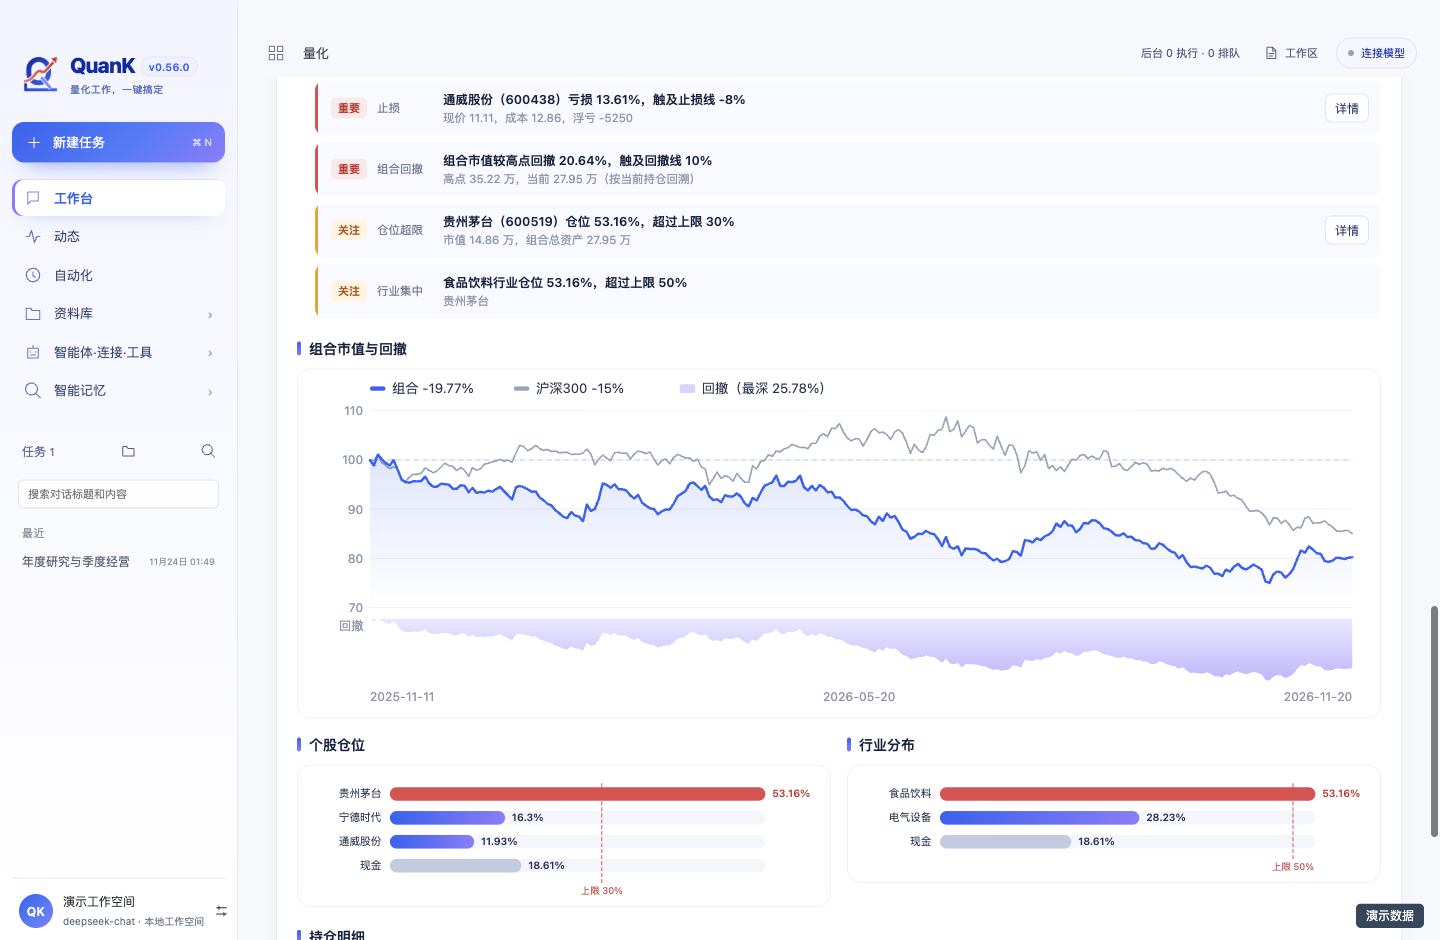 QuanK v0.56.0
量化工作，一键搞定
新建任务 ⌘ N
工作台
动态
自动化
资料库
智能体·连接·工具
智能记忆
任务 1
搜索对话标题和内容
最近
年度研究与季度经营 11月24日 01:49
演示工作空间
QK
deepseek-chat · 本地工作空间
量化
后台 0 执行 · 0 排队
工作区
连接模型
重要 止损 通威股份（600438）亏损 13.61%，触及止损线 -8% 详情
现价 11.11，成本 12.86，浮亏 -5250
重要 组合回撤 组合市值较高点回撤 20.64%，触及回撤线 10%
高点 35.22 万，当前 27.95 万（按当前持仓回溯）
关注 仓位超限 贵州茅台（600519）仓位 53.16%，超过上限 30% 详情
市值 14.86 万，组合总资产 27.95 万
关注 行业集中 食品饮料行业仓位 53.16%，超过上限 50%
贵州茅台
组合市值与回撤
组合 -19.77% 沪深300 -15% 回撤（最深 25.78%）
110
100
90
80
70
回撤
2025-11-11 2026-05-20 2026-11-20
个股仓位
贵州茅台 53.16%
宁德时代 16.3%
通威股份 11.93%
现金 18.61%
上限 30%
行业分布
食品饮料 53.16%
电气设备 28.23%
现金 18.61%
上限 50%
演示数据
持仓明细